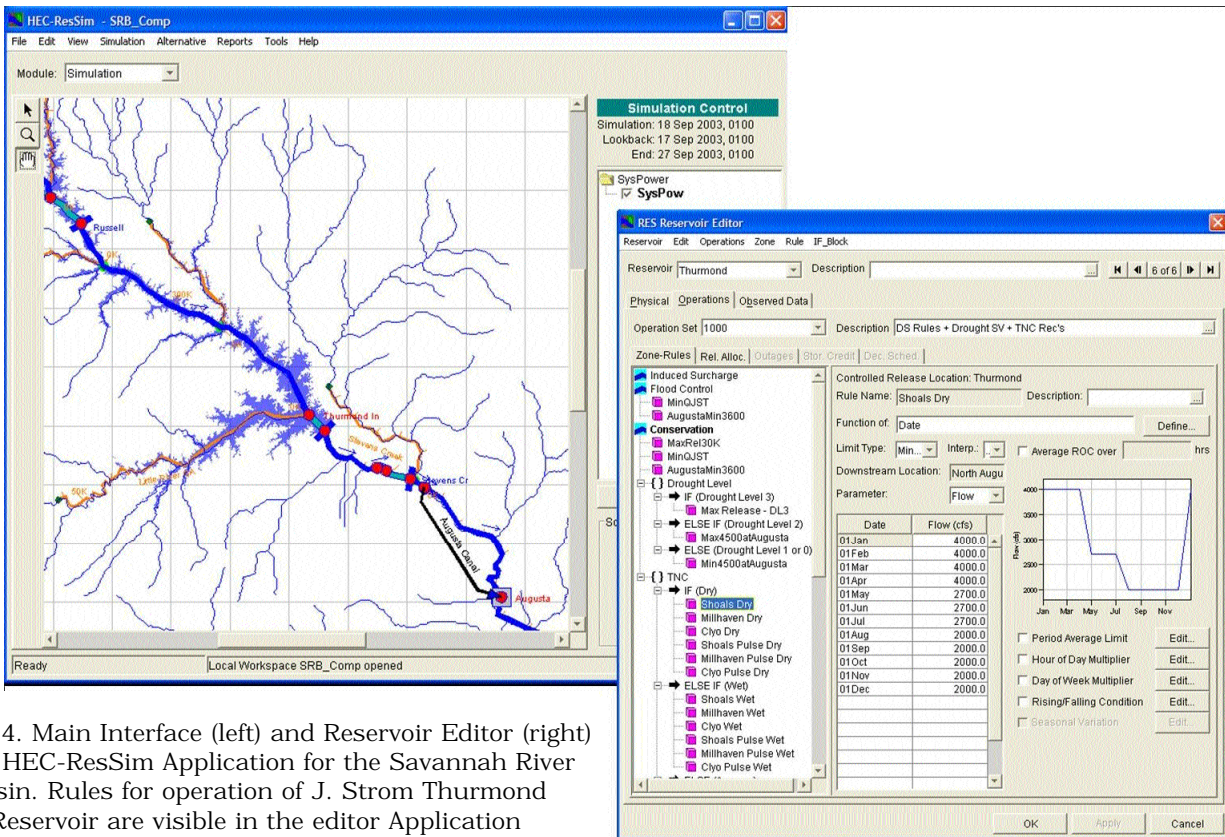 HEC-ResSim - SRB_Comp
File Edit View Simulation Alternative Reports Tools Help
Module: Simulation
Simulation Control
Simulation: 18 Sep 2003, 0100
Lookback: 17 Sep 2003, 0100
End: 27 Sep 2003, 0100
SysPower
SysPow
Russell
Thurmond In
Stevens Creek
Stevens Cr
50K
Augusta Canal
Augusta
Ready
Local Workspace SRB_Comp opened
RES Reservoir Editor
Reservoir Edit Operations Zone Rule IF_Block
Reservoir Thurmond
Description
...
6 of 6
Physical Operations Observed Data
Operation Set 1000
Description DS Rules + Drought SV + TNC Rec's
...
Zone-Rules Rel. Alloc. Outages Stor. Credit Dec. Sched.
Induced Surcharge
Flood Control
MinQJST
AugustaMin3600
Conservation
MaxRel30K
MinQJST
AugustaMin3600
{ } Drought Level
IF (Drought Level 3)
Max Release - DL3
ELSE IF (Drought Level 2)
Max4500atAugusta
ELSE (Drought Level 1 or 0)
Min4500atAugusta
{ } TNC
IF (Dry)
Shoals Dry
Millhaven Dry
Clyo Dry
Shoals Pulse Dry
Millhaven Pulse Dry
Clyo Pulse Dry
ELSE IF (Wet)
Shoals Wet
Millhaven Wet
Clyo Wet
Shoals Pulse Wet
Millhaven Pulse Wet
Clyo Pulse Wet
Controlled Release Location: Thurmond
Rule Name: Shoals Dry Description: ...
Function of: Date Define...
Limit Type: Min... Interp.: ..
Average ROC over hrs
Downstream Location: North Augu
Parameter: Flow
Date Flow (cfs)
01Jan 4000.0
01Feb 4000.0
01Mar 4000.0
01Apr 4000.0
01May 2700.0
01Jun 2700.0
01Jul 2700.0
01Aug 2000.0
01Sep 2000.0
01Oct 2000.0
01Nov 2000.0
01Dec 2000.0
Flow (cfs)
4000
3500
3000
2500
2000
Jan Mar May Jul Sep Nov
Period Average Limit Edit...
Hour of Day Multiplier Edit...
Day of Week Multiplier Edit...
Rising/Falling Condition Edit...
Seasonal Variation Edit...
OK Apply Cancel
4. Main Interface (left) and Reservoir Editor (right)
HEC-ResSim Application for the Savannah River
sin. Rules for operation of J. Strom Thurmond
Reservoir are visible in the editor Application